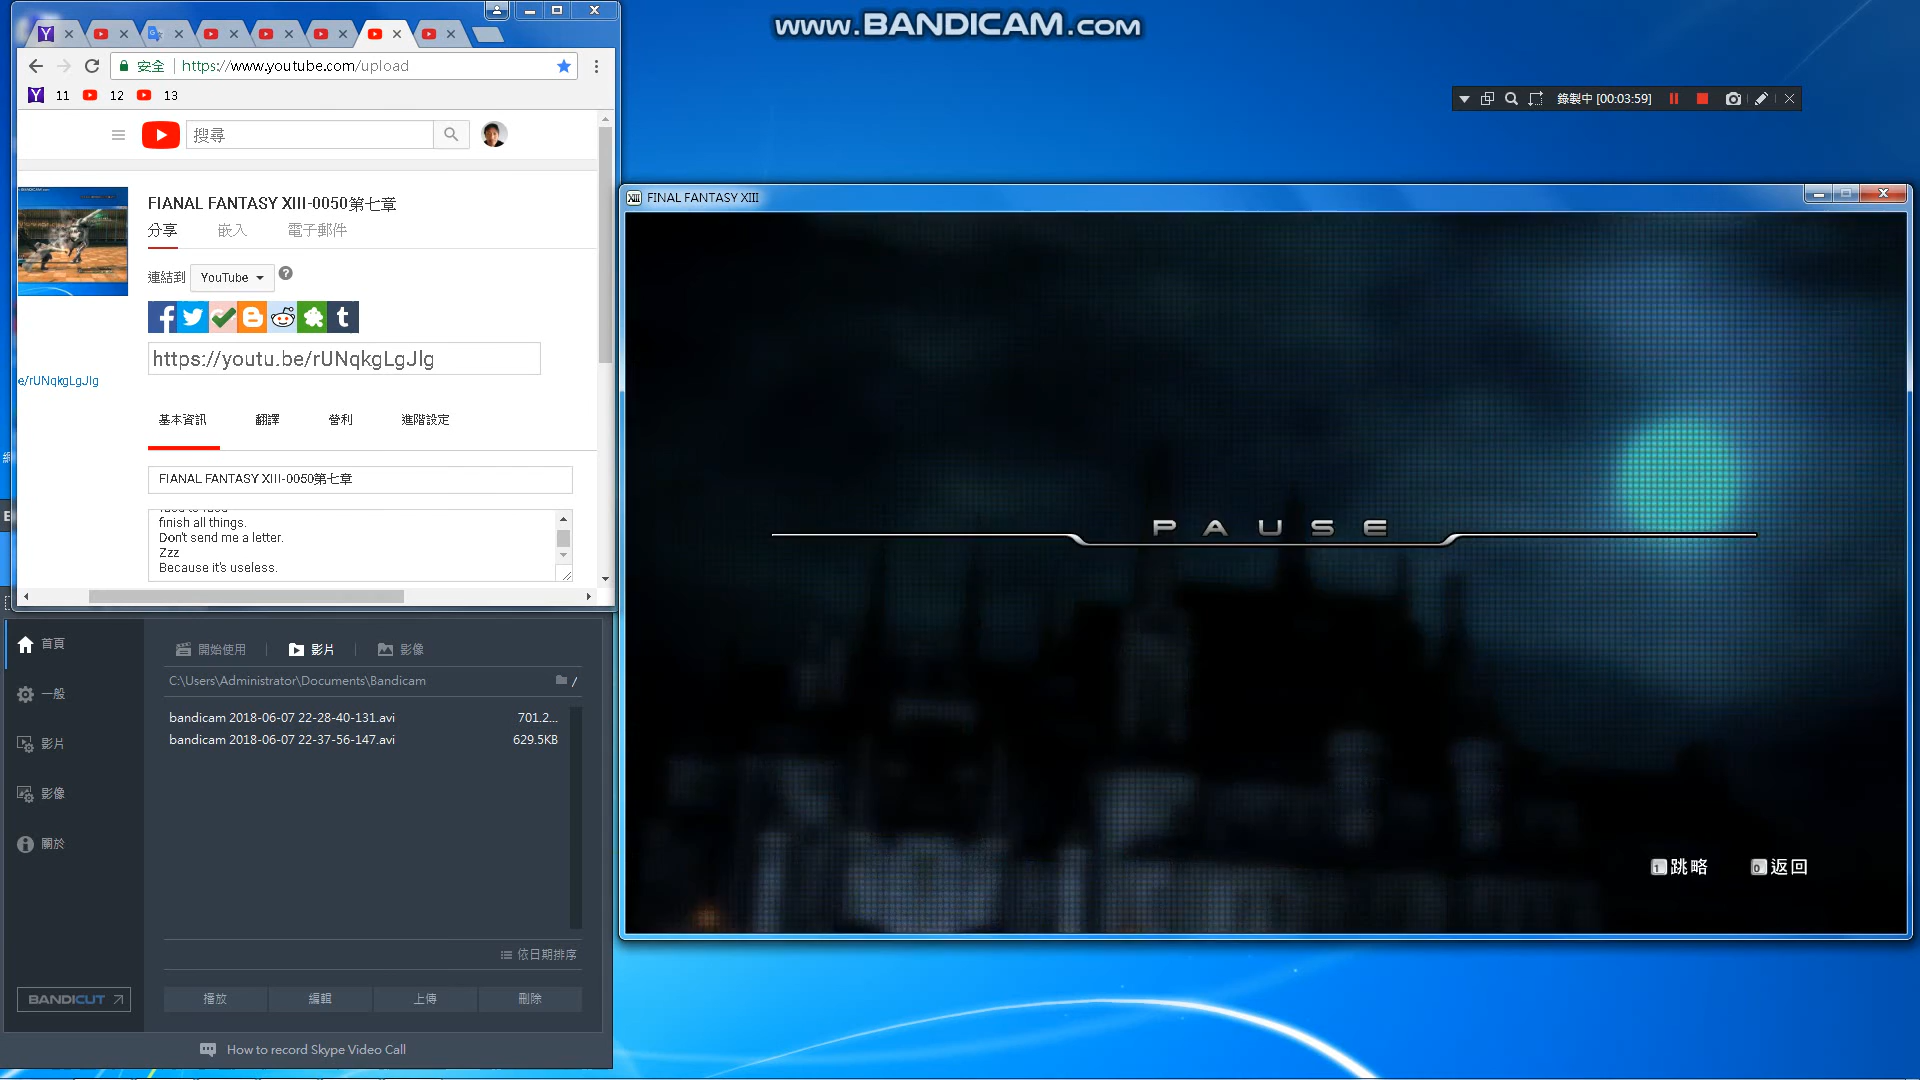 www.BANDICAM.com
安全 https://www.youtube.com/upload
11 12 13
搜尋
錄製中 [00:03:59]
FIANAL FANTASY XIII-0050第七章
分享 嵌入 電子郵件
連結到 YouTube ?
https://youtu.be/rUNqkgLgJlg
e/rUNqkgLgJlg
基本資訊 翻譯 營利 進階設定
FIANAL FANTASY XIII-0050第七章
finish all things.
Don't send me a letter.
Zzz
Because it's useless.
XIII FINAL FANTASY XIII
PAUSE
1 跳略 0 返回
首頁
一般
影片
影像
關於
開始使用 影片 影像
C:\Users\Administrator\Documents\Bandicam /
bandicam 2018-06-07 22-28-40-131.avi 701.2...
bandicam 2018-06-07 22-37-56-147.avi 629.5KB
依日期排序
播放 編輯 上傳 刪除
BANDICUT
How to record Skype Video Call